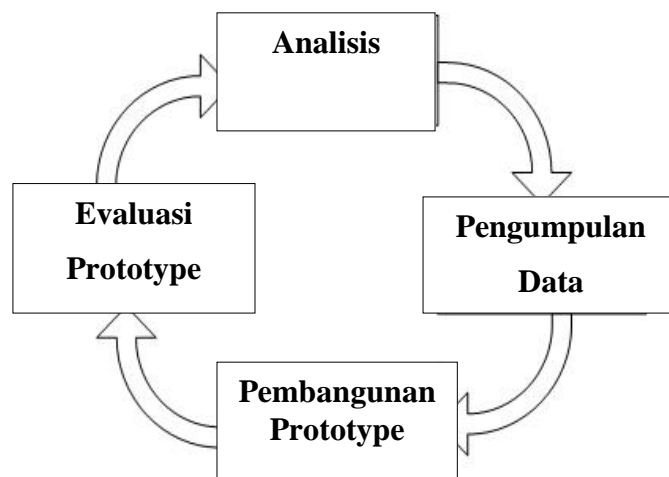 Analisis
Evaluasi
Prototype
Pengumpulan
Data
Pembangunan
Prototype